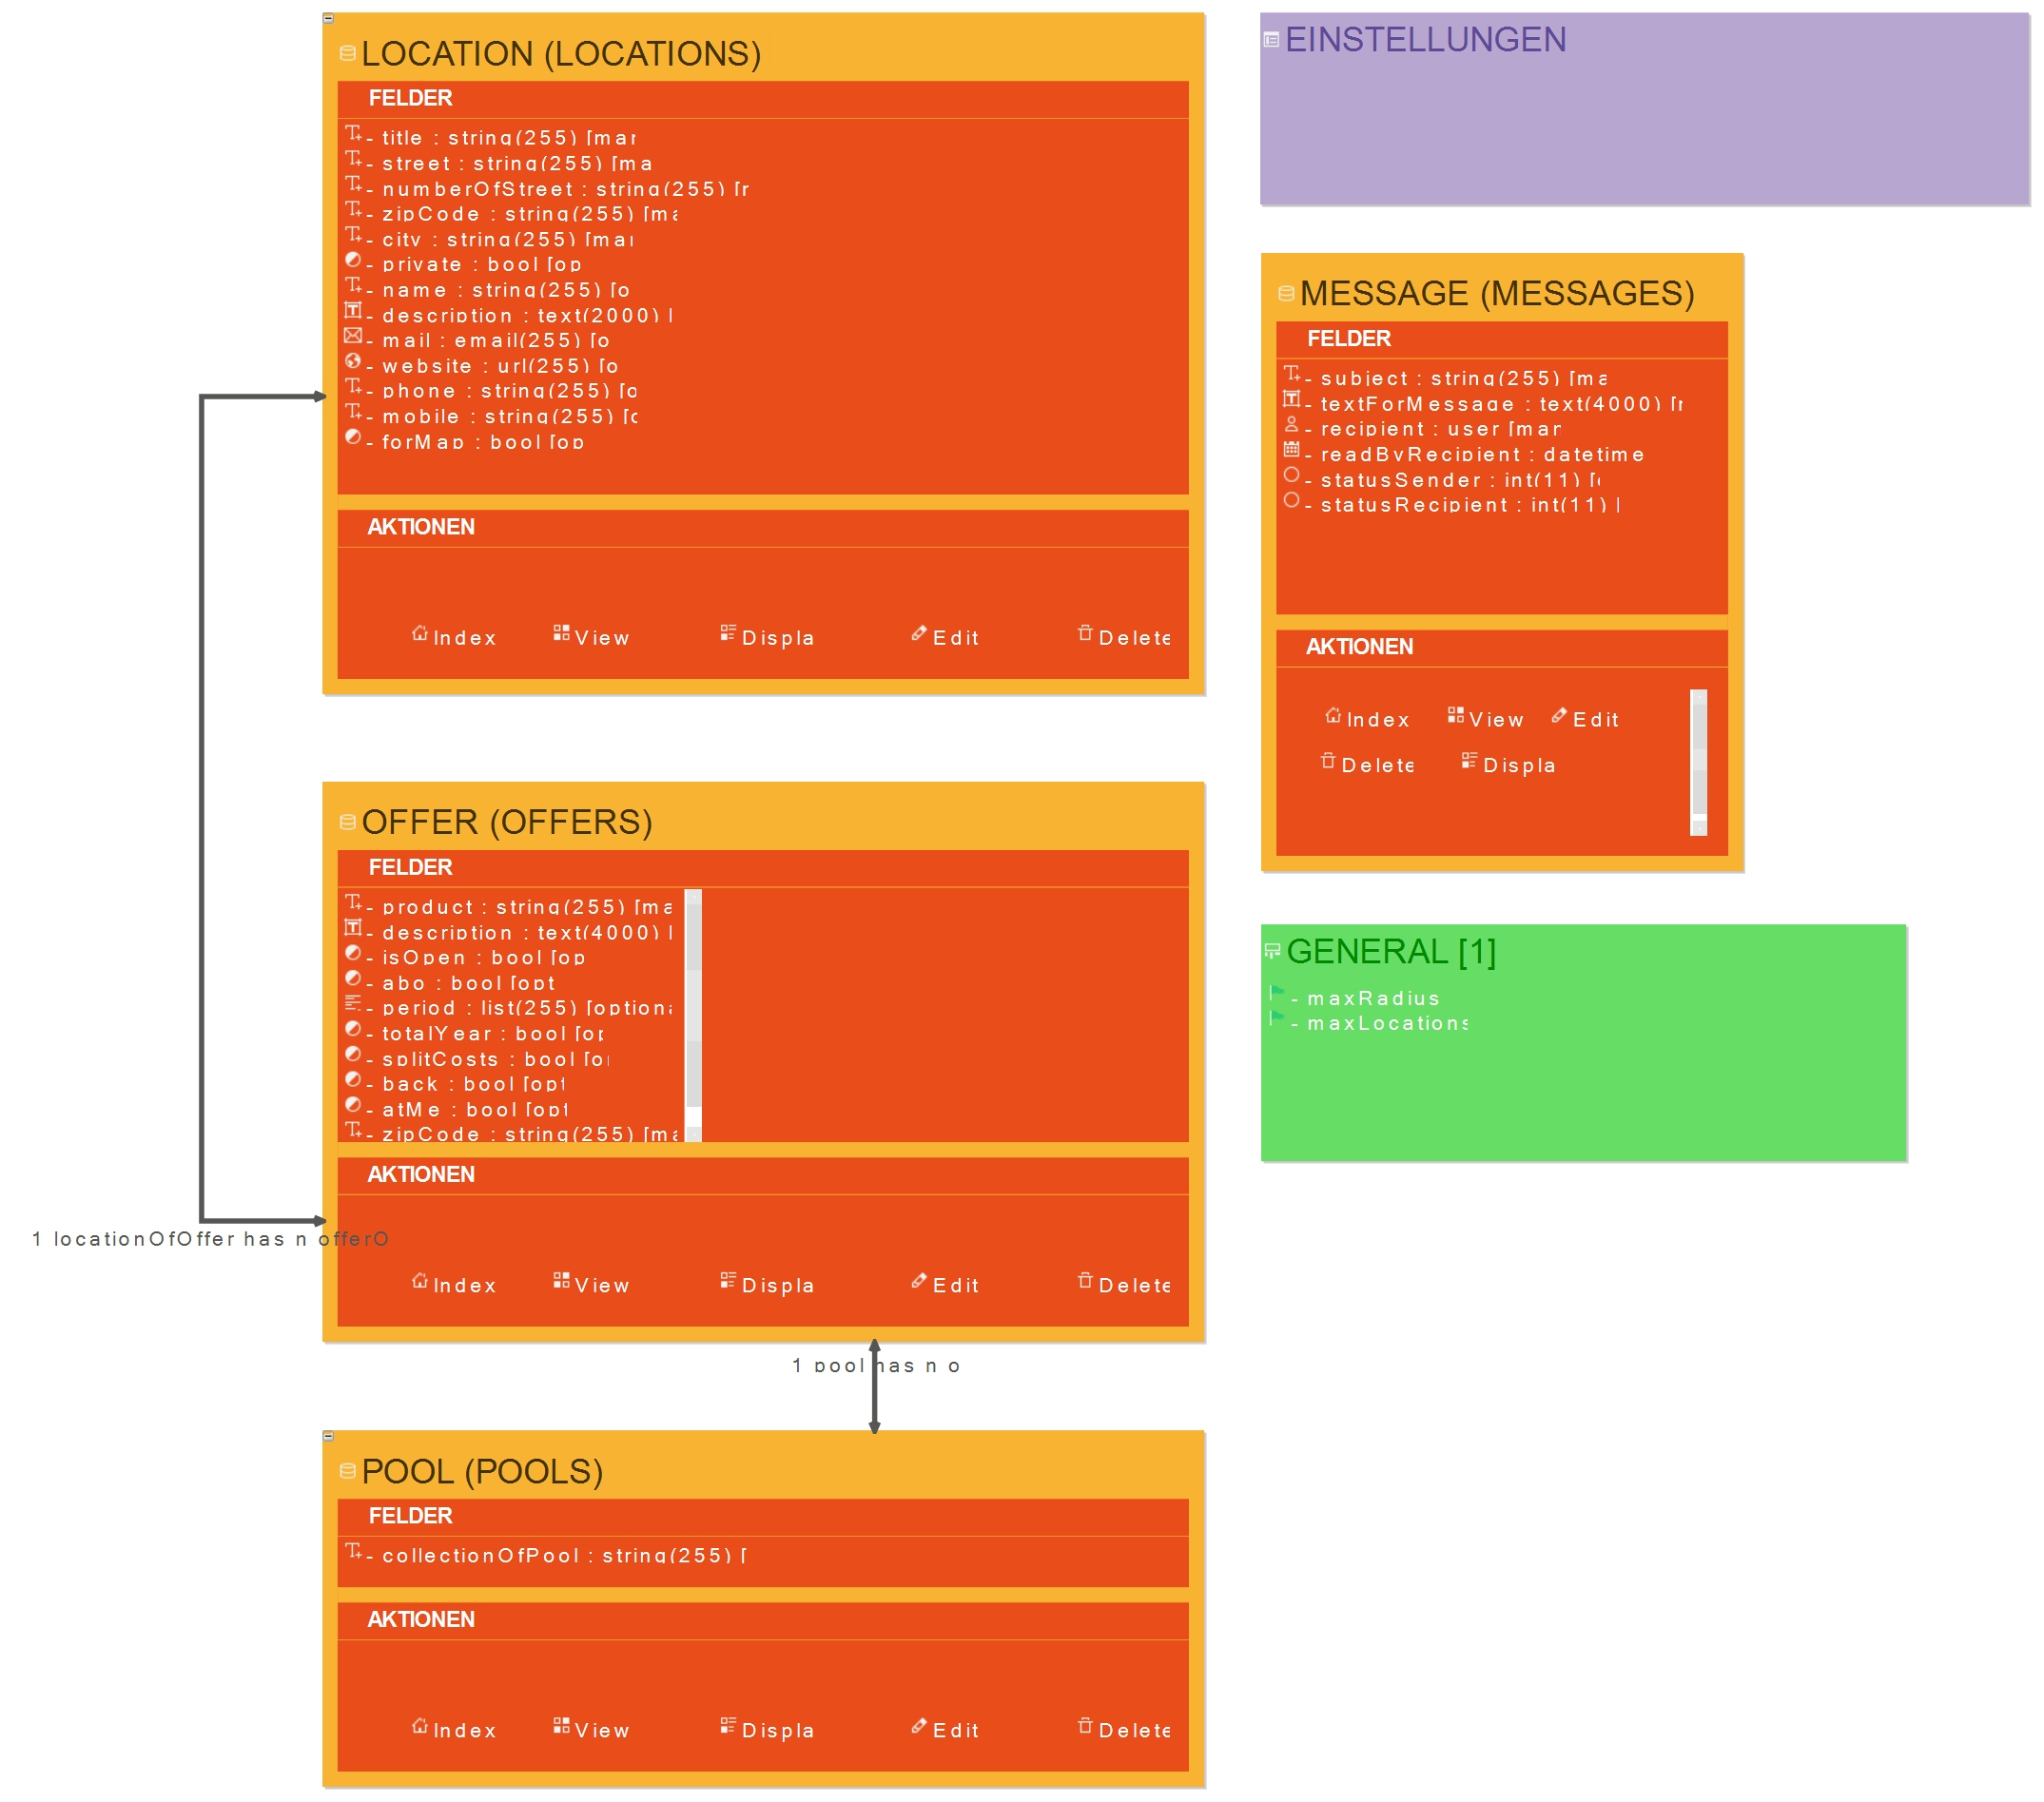 LOCATION (LOCATIONS)
FELDER
- title : string(255) [mar
- street : string(255) [ma
- numberOfStreet : string(255) [r
- zipCode : string(255) [ma
- city : string(255) [mar
- private : bool [op
- name : string(255) [o
- description : text(2000) [
- mail : email(255) [o
- website : url(255) [o
- phone : string(255) [o
- mobile : string(255) [o
- forMap : bool [op
AKTIONEN
Index View Displa Edit Delete
OFFER (OFFERS)
FELDER
- product : string(255) [ma
- description : text(4000) [
- isOpen : bool [op
- abo : bool [opt
- period : list(255) [optiona
- totalYear : bool [op
- splitCosts : bool [o
- back : bool [opt
- atMe : bool [opt
- zipCode : string(255) [ma
AKTIONEN
1 locationOfOffer has n offerO
Index View Displa Edit Delete
1 pool has n o
POOL (POOLS)
FELDER
- collectionOfPool : string(255) [
AKTIONEN
Index View Displa Edit Delete
EINSTELLUNGEN
MESSAGE (MESSAGES)
FELDER
- subject : string(255) [ma
- textForMessage : text(4000) [r
- recipient : user [mar
- readByRecipient : datetime
- statusSender : int(11) [
- statusRecipient : int(11) [
AKTIONEN
Index View Edit
Delete Displa
GENERAL [1]
- maxRadius
- maxLocations